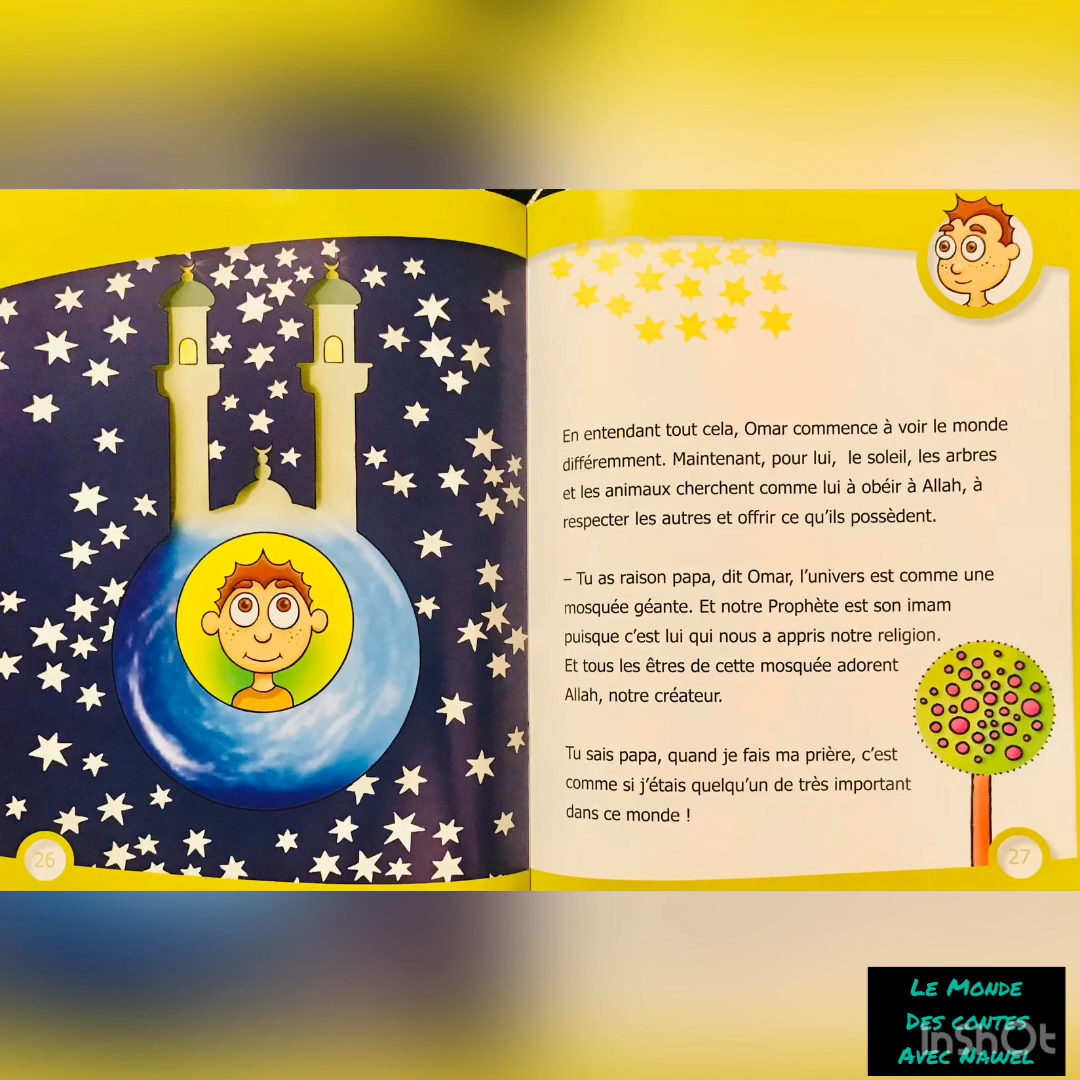 En entendant tout cela, Omar commence à voir le monde
différemment. Maintenant, pour lui, le soleil, les arbres
et les animaux cherchent comme lui à obéir à Allah, à
respecter les autres et offrir ce qu'ils possèdent.
– Tu as raison papa, dit Omar, l'univers est comme une
mosquée géante. Et notre Prophète est son imam
puisque c'est lui qui nous a appris notre religion.
Et tous les êtres de cette mosquée adorent
Allah, notre créateur.
Tu sais papa, quand je fais ma prière, c'est
comme si j'étais quelqu'un de très important
dans ce monde !
26
27
Le Monde
Des contes
Avec Nawel
InShOt